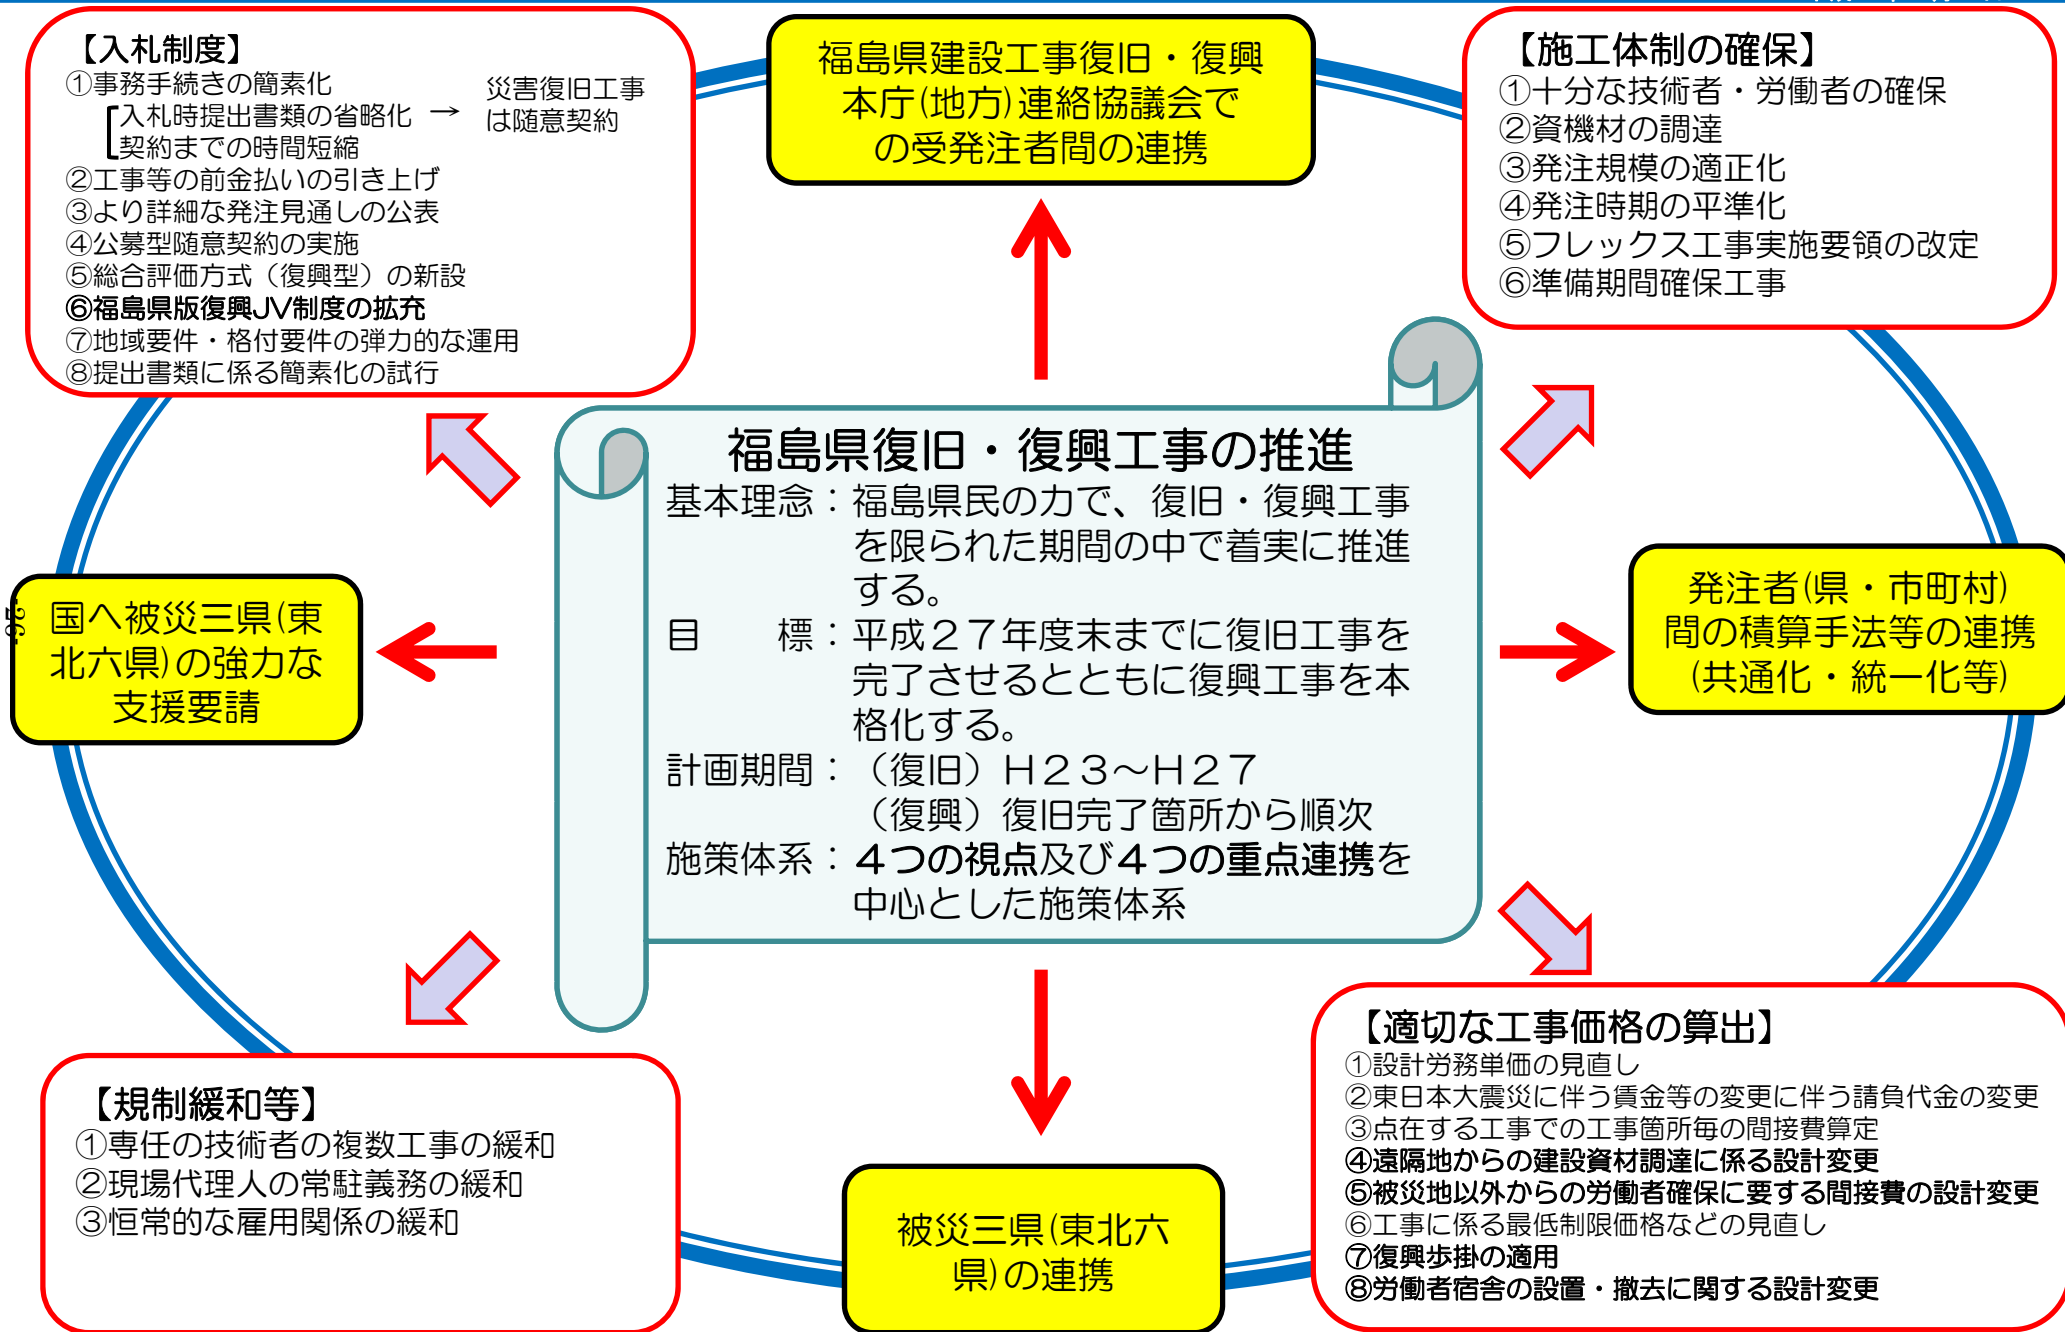 【入札制度】
①事務手続きの簡素化
入札時提出書類の省略化 → 災害復旧工事
契約までの時間短縮 は随意契約
②工事等の前金払いの引き上げ
③より詳細な発注見通しの公表
④公募型随意契約の実施
⑤総合評価方式（復興型）の新設
⑥福島県版復興JV制度の拡充
⑦地域要件・格付要件の弾力的な運用
⑧提出書類に係る簡素化の試行
福島県建設工事復旧・復興
本庁(地方)連絡協議会で
の受発注者間の連携
【施工体制の確保】
①十分な技術者・労働者の確保
②資機材の調達
③発注規模の適正化
④発注時期の平準化
⑤フレックス工事実施要領の改定
⑥準備期間確保工事
福島県復旧・復興工事の推進
基本理念：福島県民の力で、復旧・復興工事
を限られた期間の中で着実に推進
する。
目　　標：平成２７年度末までに復旧工事を
完了させるとともに復興工事を本
格化する。
計画期間：（復旧）Ｈ２３～Ｈ２７
（復興）復旧完了箇所から順次
施策体系：４つの視点及び４つの重点連携を
中心とした施策体系
国へ被災三県(東
北六県)の強力な
支援要請
-26-
発注者(県・市町村)
間の積算手法等の連携
(共通化・統一化等)
【規制緩和等】
①専任の技術者の複数工事の緩和
②現場代理人の常駐義務の緩和
③恒常的な雇用関係の緩和
被災三県(東北六
県)の連携
【適切な工事価格の算出】
①設計労務単価の見直し
②東日本大震災に伴う賃金等の変更に伴う請負代金の変更
③点在する工事での工事箇所毎の間接費算定
④遠隔地からの建設資材調達に係る設計変更
⑤被災地以外からの労働者確保に要する間接費の設計変更
⑥工事に係る最低制限価格などの見直し
⑦復興歩掛の適用
⑧労働者宿舎の設置・撤去に関する設計変更